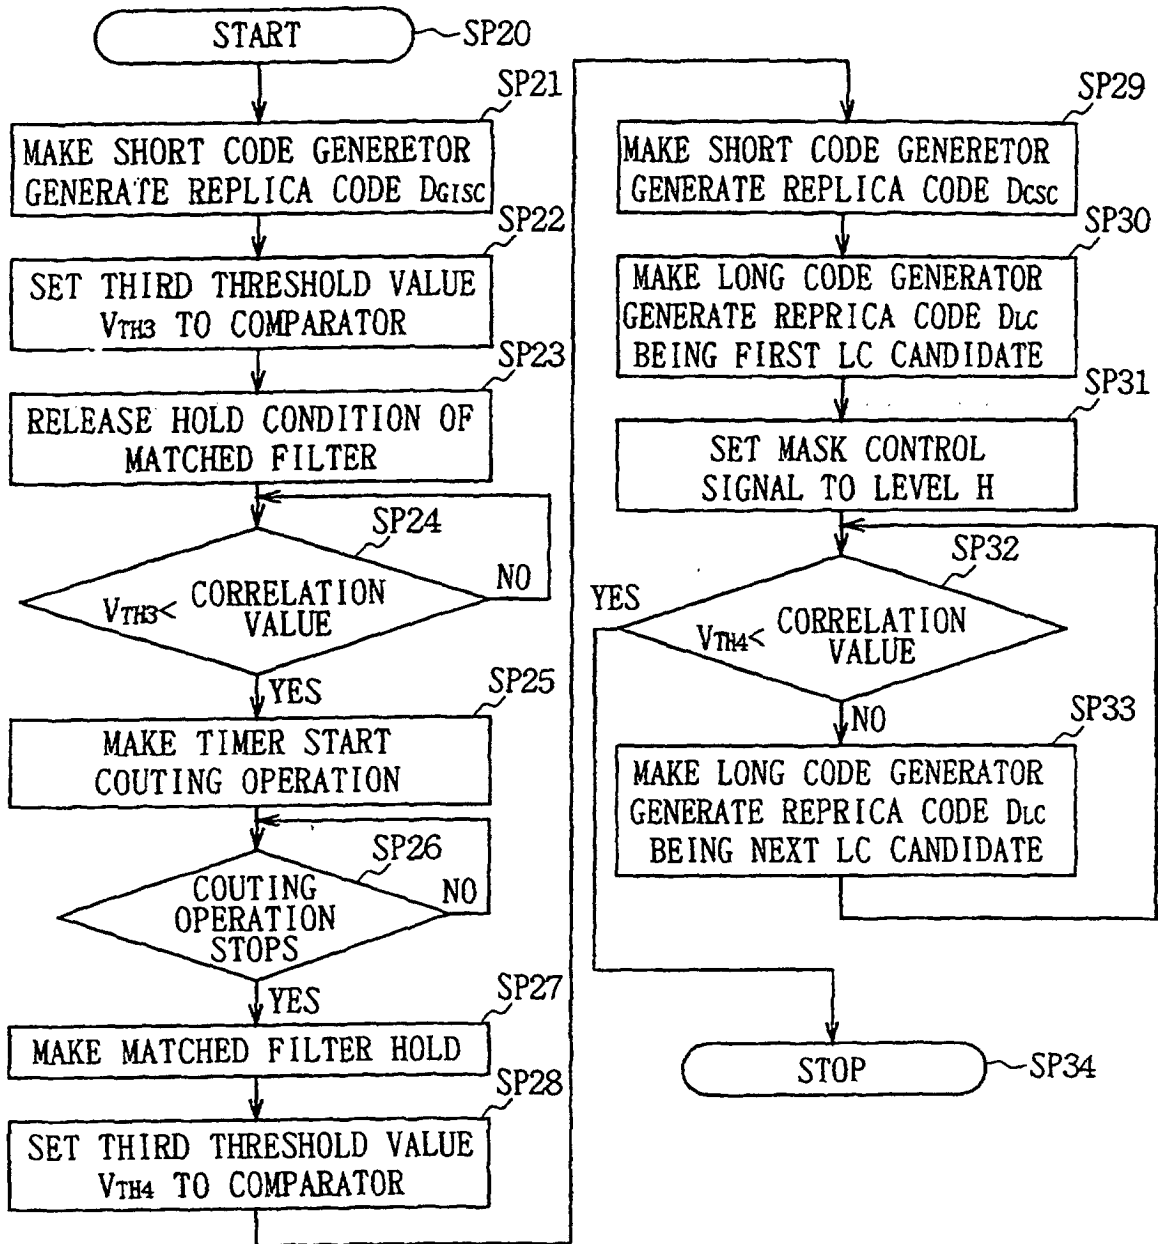 START
SP20
SP21
MAKE SHORT CODE GENERETOR
GENERATE REPLICA CODE DGISC
SP22
SET THIRD THRESHOLD VALUE
VTH3 TO COMPARATOR
SP23
RELEASE HOLD CONDITION OF
MATCHED FILTER
SP24
VTH3< CORRELATION
VALUE
NO
YES
SP25
MAKE TIMER START
COUTING OPERATION
SP26
COUTING
OPERATION
STOPS
NO
YES
SP27
MAKE MATCHED FILTER HOLD
SP28
SET THIRD THRESHOLD VALUE
VTH4 TO COMPARATOR
SP29
MAKE SHORT CODE GENERETOR
GENERATE REPLICA CODE DCSC
SP30
MAKE LONG CODE GENERATOR
GENERATE REPRICA CODE DLC
BEING FIRST LC CANDIDATE
SP31
SET MASK CONTROL
SIGNAL TO LEVEL H
SP32
YES
VTH4< CORRELATION
VALUE
NO
SP33
MAKE LONG CODE GENERATOR
GENERATE REPRICA CODE DLC
BEING NEXT LC CANDIDATE
STOP
SP34